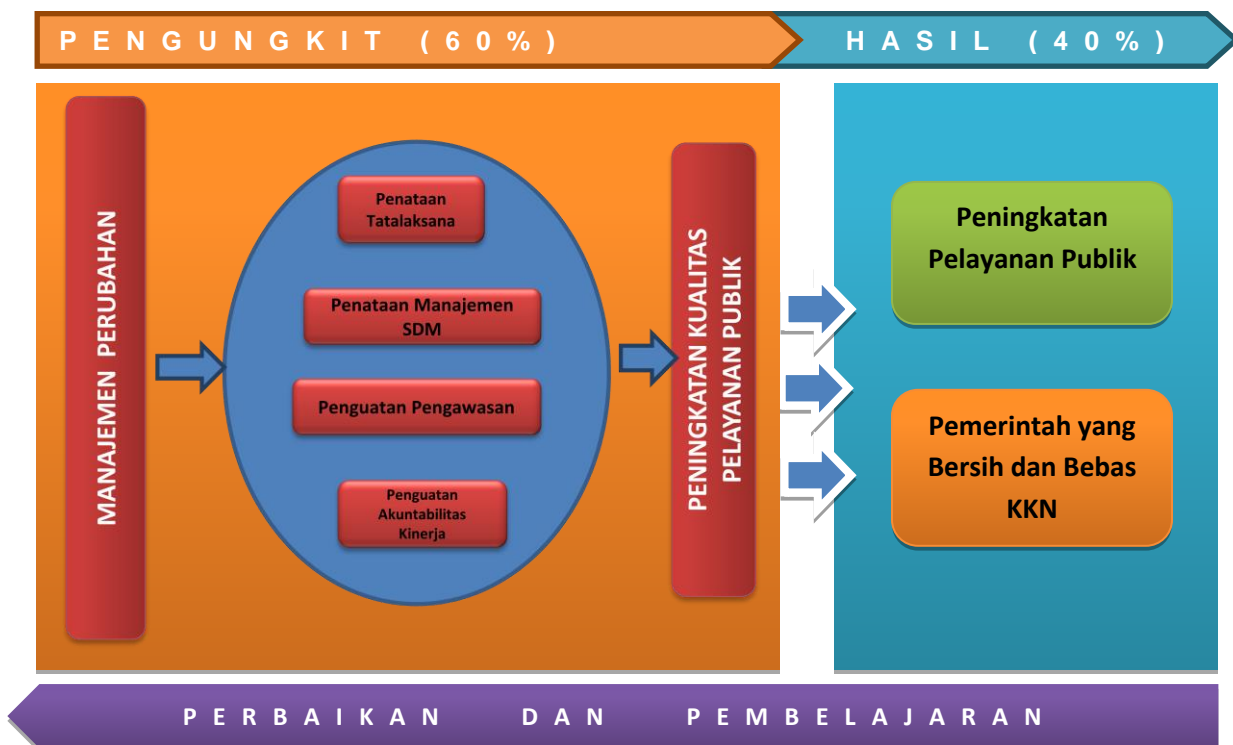 PENGUNGKIT (60%)
HASIL (40%)
MANAJEMEN PERUBAHAN
Penataan
Tatalaksana
Penataan Manajemen
SDM
Penguatan Pengawasan
Penguatan
Akuntabilitas
Kinerja
PENINGKATAN KUALITAS
PELAYANAN PUBLIK
Peningkatan
Pelayanan Publik
Pemerintah yang
Bersih dan Bebas
KKN
PERBAIKAN DAN PEMBELAJARAN